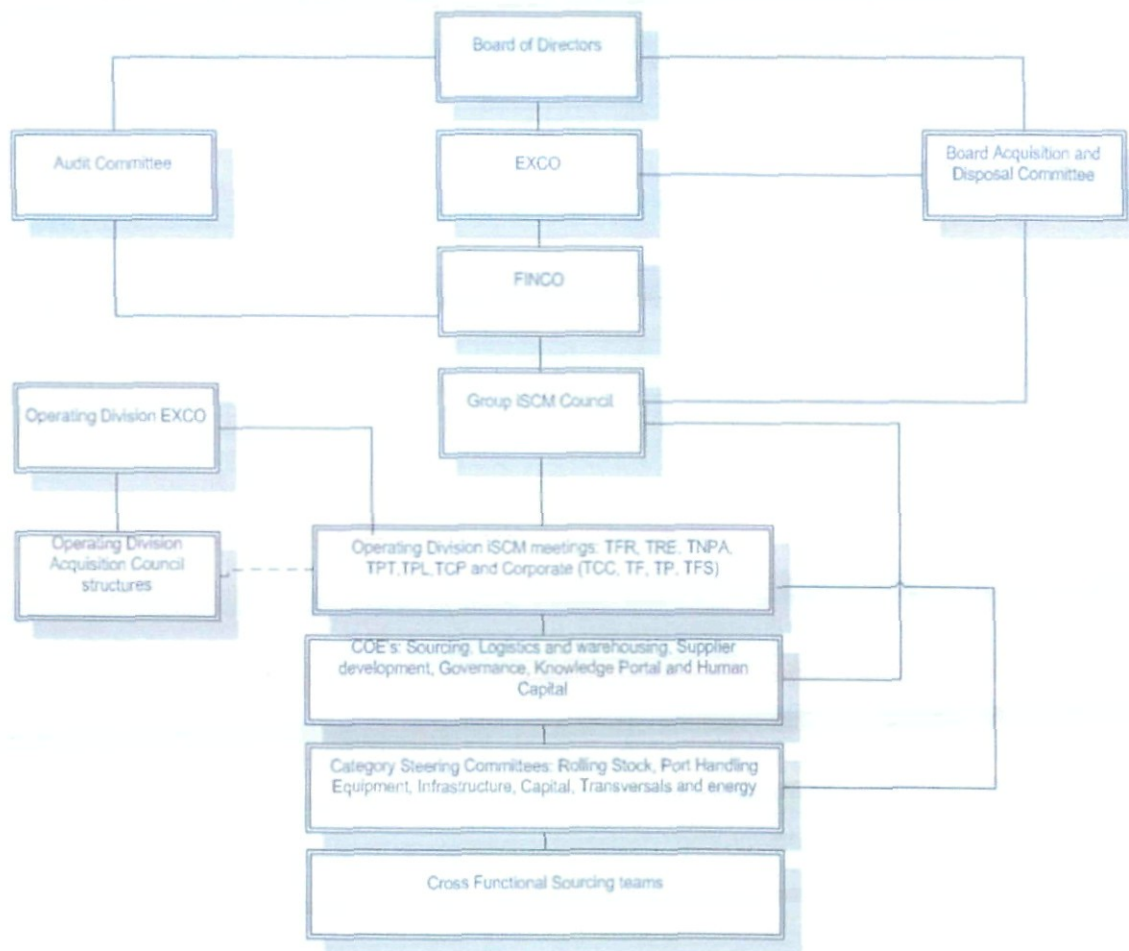 Board of Directors
Audit Committee
EXCO
Board Acquisition and
Disposal Committee
FINCO
Operating Division EXCO
Group iSCM Council
Operating Division
Acquisition Council
structures
Operating Division iSCM meetings: TFR, TRE, TNPA,
TPT,TPL,TCP and Corporate (TCC, TF, TP, TFS)
COE's: Sourcing, Logistics and warehousing, Supplier
development, Governance, Knowledge Portal and Human
Capital
Category Steering Committees: Rolling Stock, Port Handling
Equipment, Infrastructure, Capital, Transversals and energy
Cross Functional Sourcing teams